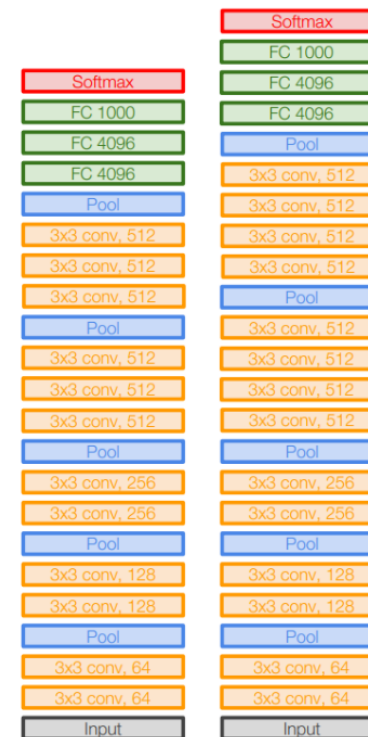 Softmax
FC 1000
FC 4096
FC 4096
Pool
3x3 conv, 512
3x3 conv, 512
3x3 conv, 512
Pool
3x3 conv, 512
3x3 conv, 512
3x3 conv, 512
Pool
3x3 conv, 256
3x3 conv, 256
Pool
3x3 conv, 128
3x3 conv, 128
Pool
3x3 conv, 64
3x3 conv, 64
Input
Softmax
FC 1000
FC 4096
FC 4096
Pool
3x3 conv, 512
3x3 conv, 512
3x3 conv, 512
3x3 conv, 512
Pool
3x3 conv, 512
3x3 conv, 512
3x3 conv, 512
3x3 conv, 512
Pool
3x3 conv, 256
3x3 conv, 256
Pool
3x3 conv, 128
3x3 conv, 128
Pool
3x3 conv, 64
3x3 conv, 64
Input